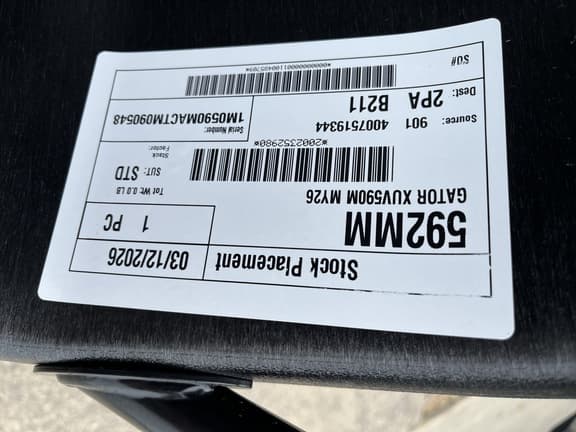 Stock Placement 03/12/2026
592MM 1 PC
GATOR XUV590M MY26
Tot Wt: 0.0 LB
*2002352980*
SUT: STD
Stock Factor:
Source: 901 4007519344
Dest: 2PA B211
Serial Number:
1M0590MACTM090548
SO#